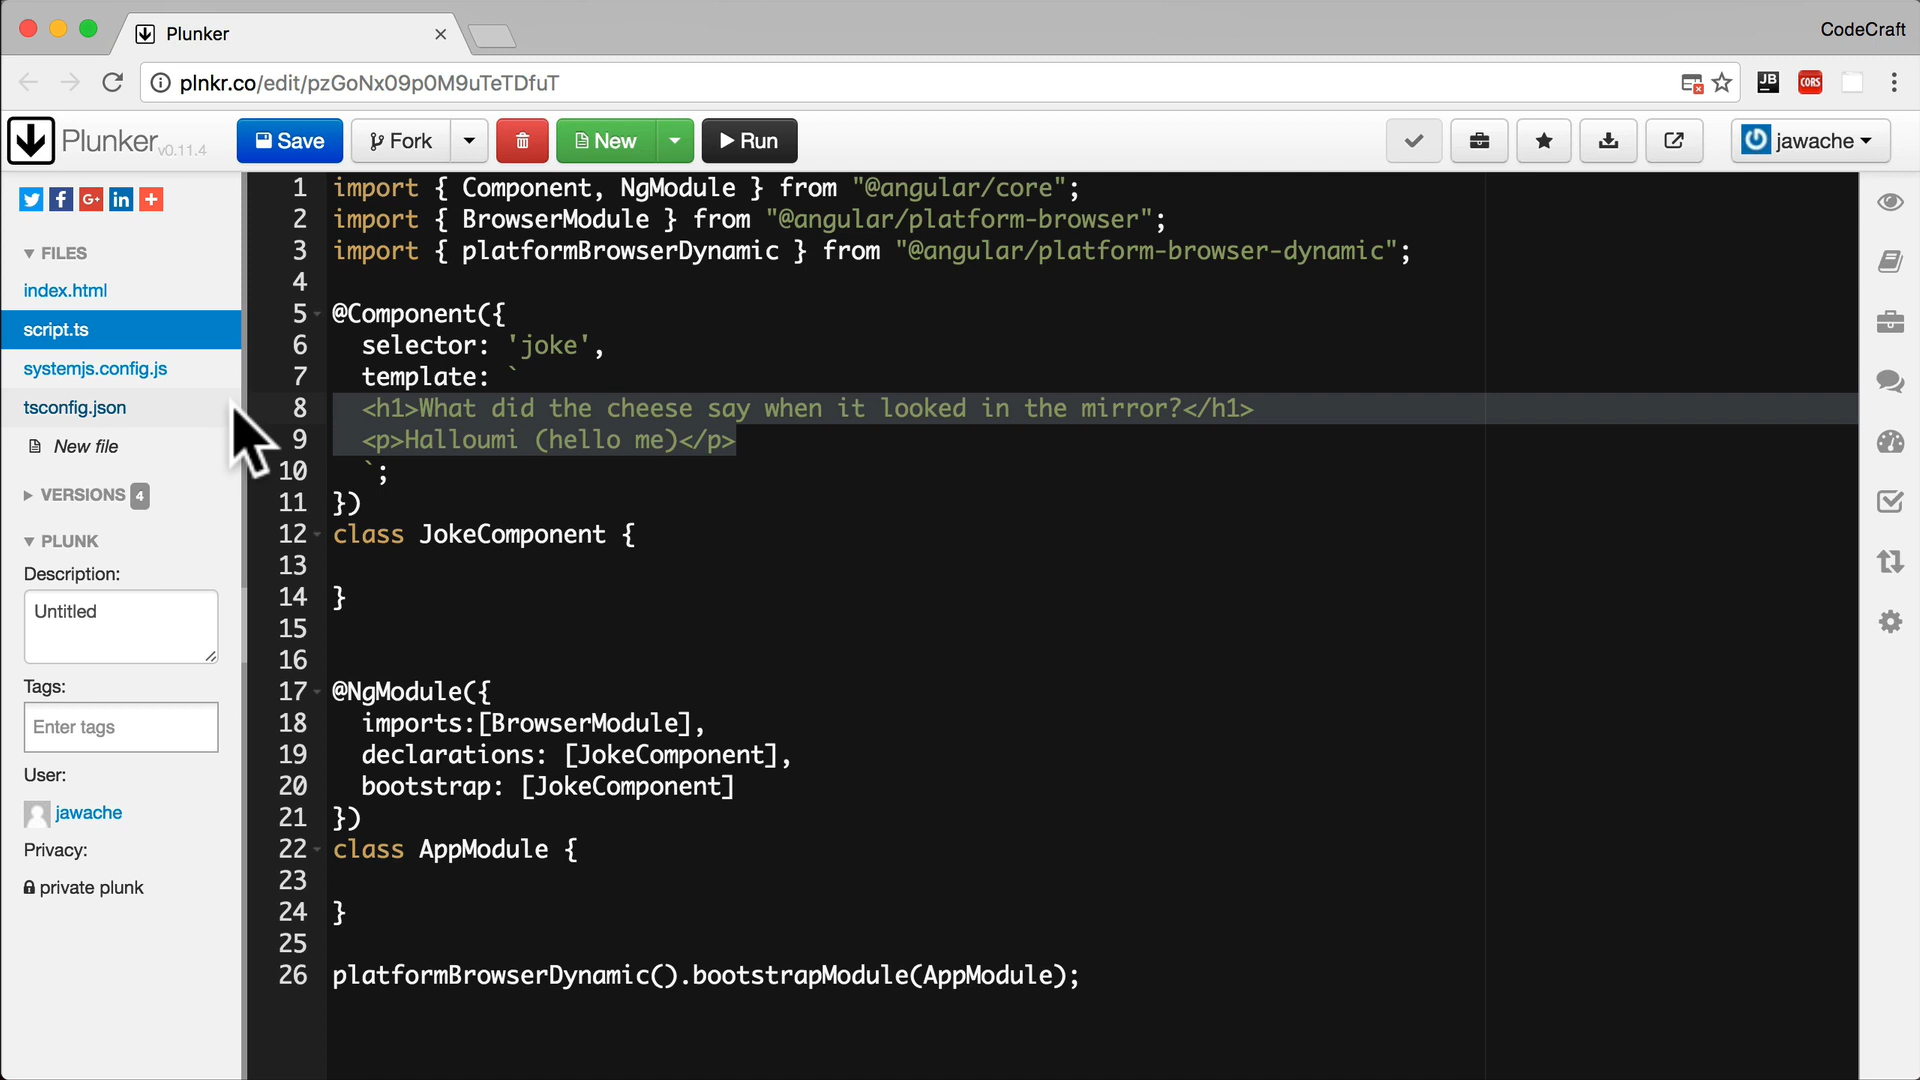 Plunker
CodeCraft
plnkr.co/edit/pzGoNx09p0M9uTeTDfuT
JB
CORS
Plunker v0.11.4
Save
Fork
New
Run
jawache
G+
in
FILES
index.html
script.ts
systemjs.config.js
tsconfig.json
New file
VERSIONS 4
PLUNK
Description:
Untitled
Tags:
Enter tags
User:
jawache
Privacy:
private plunk
1 import { Component, NgModule } from "@angular/core";
2 import { BrowserModule } from "@angular/platform-browser";
3 import { platformBrowserDynamic } from "@angular/platform-browser-dynamic";
4
5 @Component({
6 selector: 'joke',
7 template: `
8 <h1>What did the cheese say when it looked in the mirror?</h1>
9 <p>Halloumi (hello me)</p>
10 `;
11 })
12 class JokeComponent {
13
14 }
15
16
17 @NgModule({
18 imports:[BrowserModule],
19 declarations: [JokeComponent],
20 bootstrap: [JokeComponent]
21 })
22 class AppModule {
23
24 }
25
26 platformBrowserDynamic().bootstrapModule(AppModule);